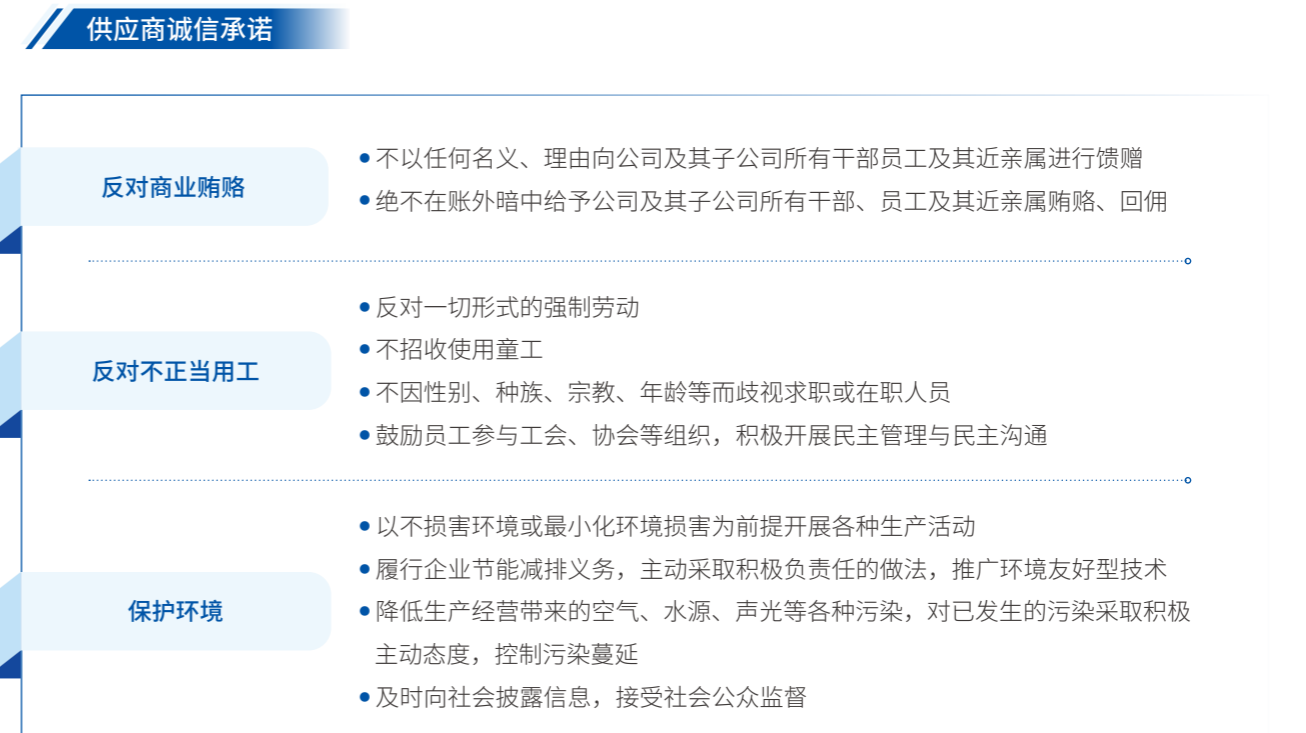 供应商诚信承诺
反对商业贿赂
●不以任何名义、理由向公司及其子公司所有干部员工及其近亲属进行馈赠
●绝不在账外暗中给予公司及其子公司所有干部、员工及其近亲属贿赂、回佣
反对不正当用工
●反对一切形式的强制劳动
●不招收使用童工
●不因性别、种族、宗教、年龄等而歧视求职或在职人员
●鼓励员工参与工会、协会等组织，积极开展民主管理与民主沟通
保护环境
●以不损害环境或最小化环境损害为前提开展各种生产活动
●履行企业节能减排义务，主动采取积极负责任的做法，推广环境友好型技术
●降低生产经营带来的空气、水源、声光等各种污染，对已发生的污染采取积极
主动态度，控制污染蔓延
●及时向社会披露信息，接受社会公众监督